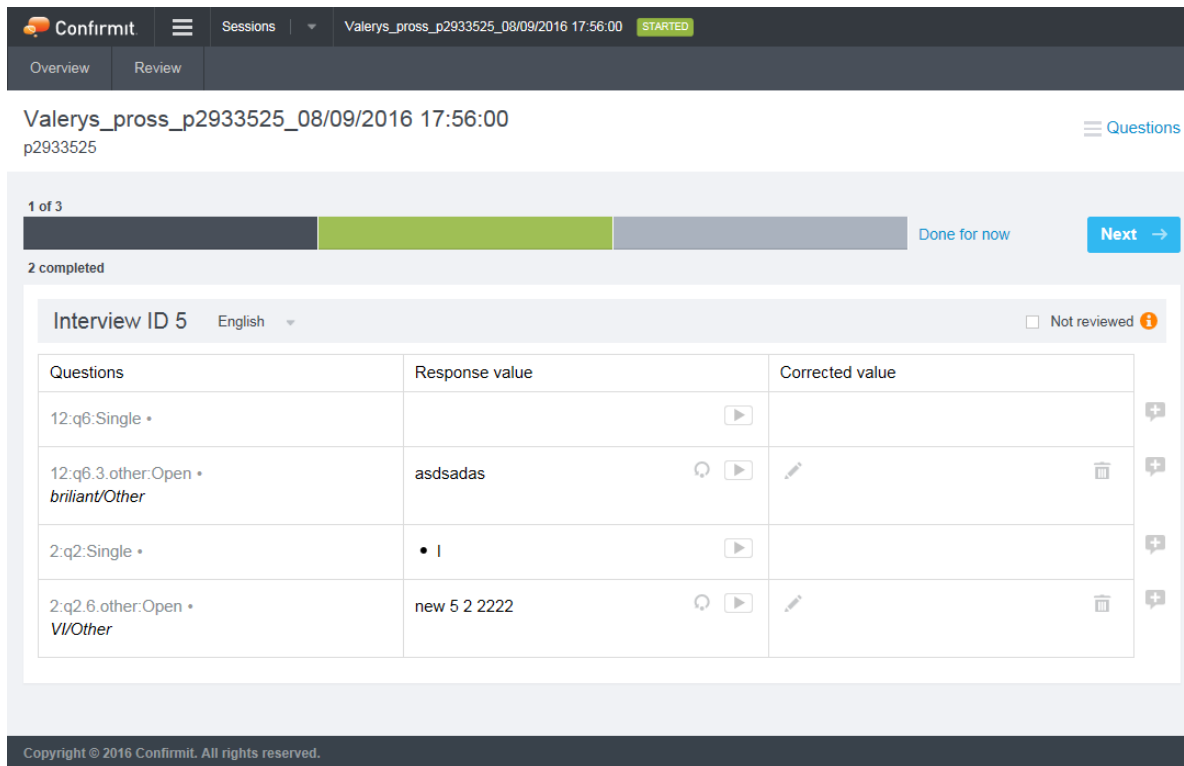 Confirmit. Sessions Valerys_pross_p2933525_08/09/2016 17:56:00 STARTED
Overview Review
Valerys_pross_p2933525_08/09/2016 17:56:00
Questions
p2933525
1 of 3
Done for now Next →
2 completed
Interview ID 5 English Not reviewed i
Questions Response value Corrected value
12:q6:Single •
12:q6.3.other:Open • asdsadas
briliant/Other
2:q2:Single • • I
2:q2.6.other:Open • new 5 2 2222
VI/Other
Copyright © 2016 Confirmit. All rights reserved.